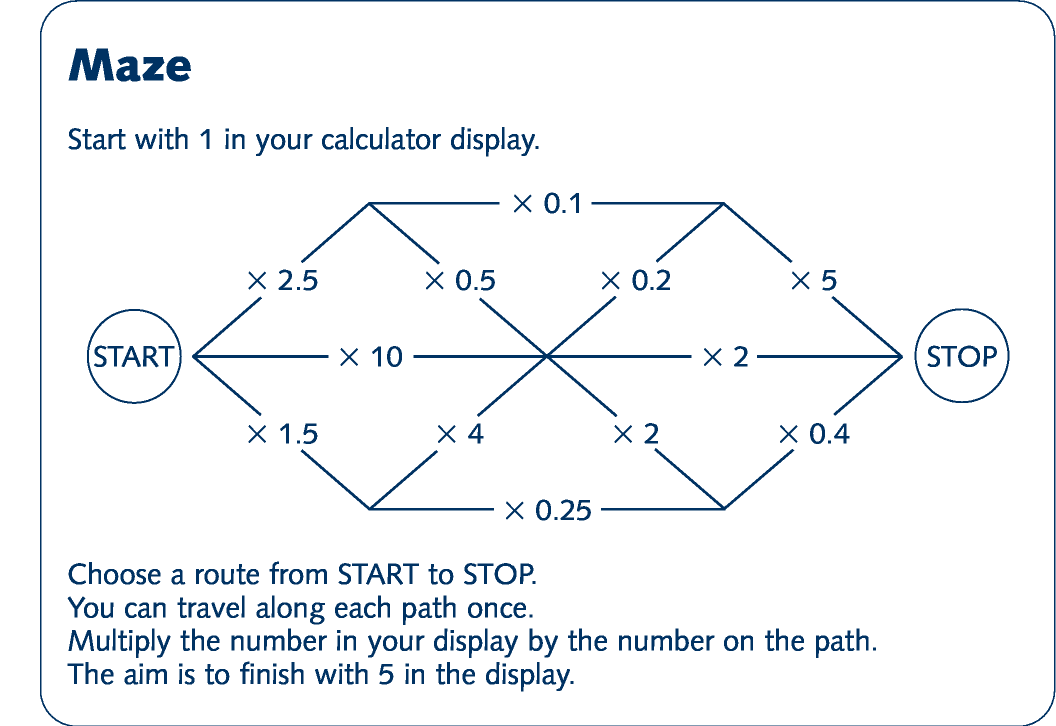 Maze
Start with 1 in your calculator display.
× 0.1
× 2.5 × 0.5 × 0.2 × 5
START × 10 × 2 STOP
× 1.5 × 4 × 2 × 0.4
× 0.25
Choose a route from START to STOP.
You can travel along each path once.
Multiply the number in your display by the number on the path.
The aim is to finish with 5 in the display.